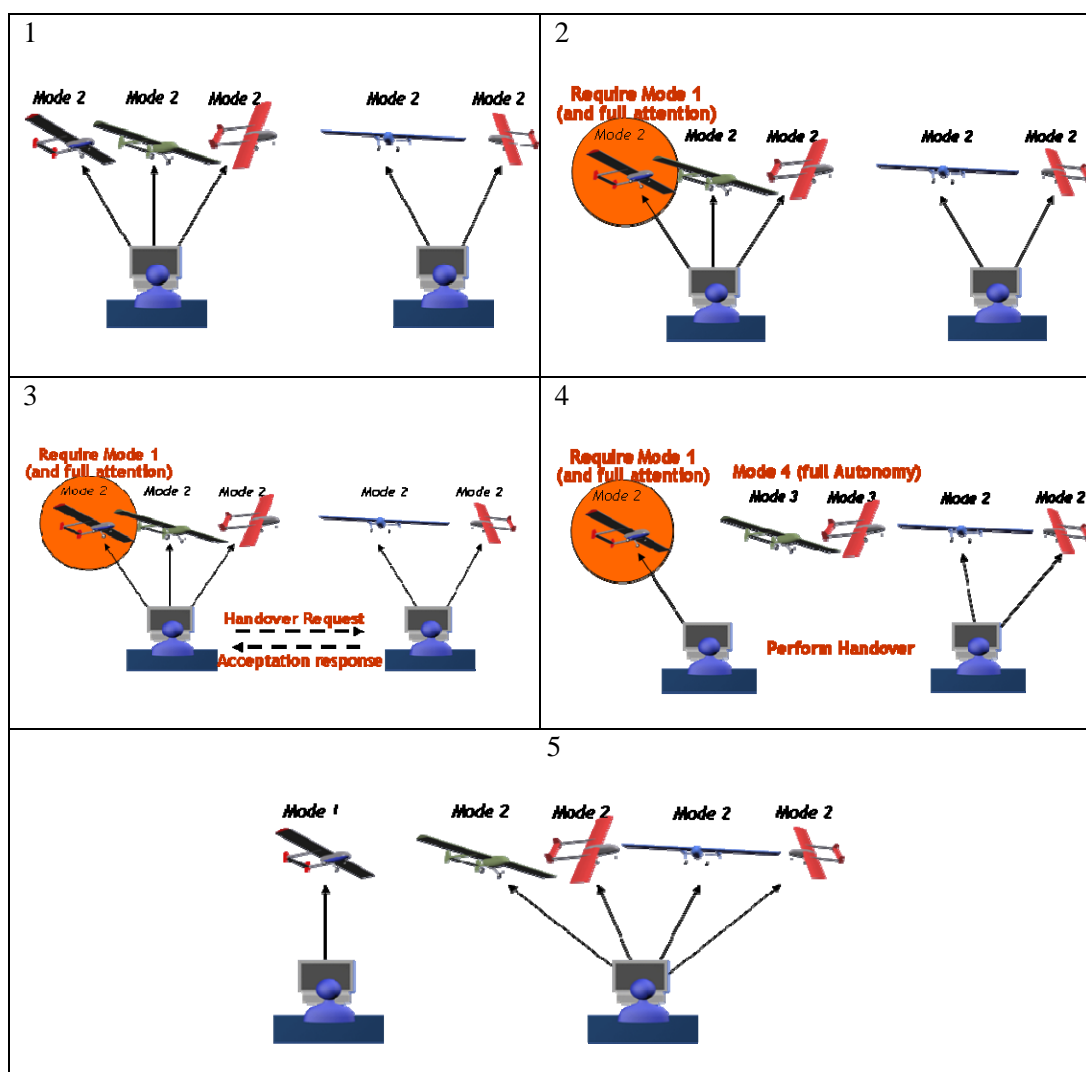 1
Mode 2
Mode 2
Mode 2
Mode 2
Mode 2
2
Require Mode 1
(and full attention)
Mode 2
Mode 2
Mode 2
Mode 2
Mode 2
3
Require Mode 1
(and full attention)
Mode 2
Mode 2
Mode 2
Mode 2
Mode 2
Handover Request
Acceptation response
4
Require Mode 1
(and full attention)
Mode 2
Mode 4 (full Autonomy)
Mode 3
Mode 3
Mode 2
Mode 2
Perform Handover
5
Mode 1
Mode 2
Mode 2
Mode 2
Mode 2